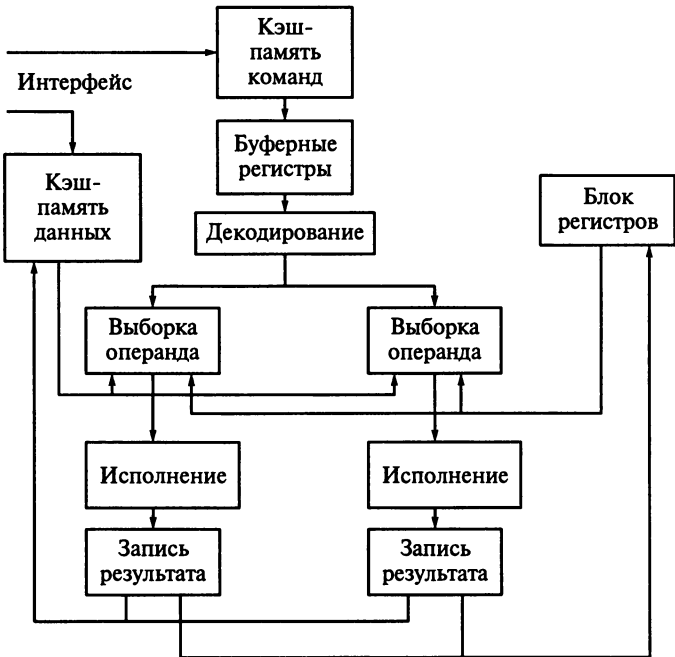 Кэш-
память
команд
Интерфейс
Буферные
регистры
Кэш-
память
данных
Блок
регистров
Декодирование
Выборка
операнда
Выборка
операнда
Исполнение
Исполнение
Запись
результата
Запись
результата